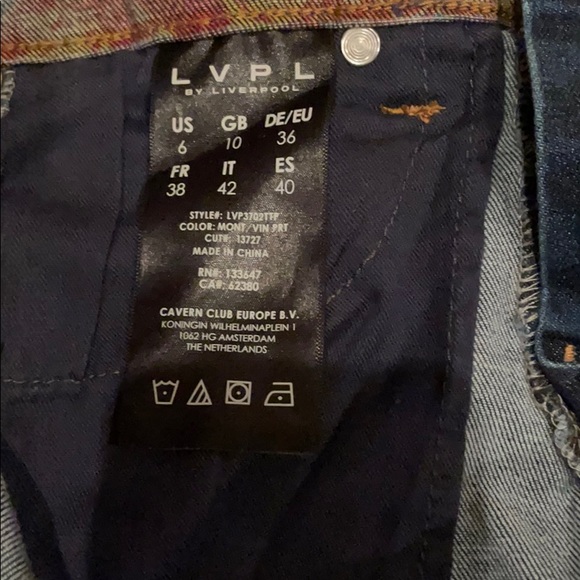 LVPL
BY LIVERPOOL
US GB DE/EU
6 10 36
FR IT ES
38 42 40
STYLE#: LVP3702TTP
COLOR: MONT/VIN PRT
CUT#: 13727
MADE IN CHINA
RN#: 133647
CA#: 62380
CAVERN CLUB EUROPE B.V.
KONINGIN WILHELMINAPLEIN 1
1062 HG AMSTERDAM
THE NETHERLANDS